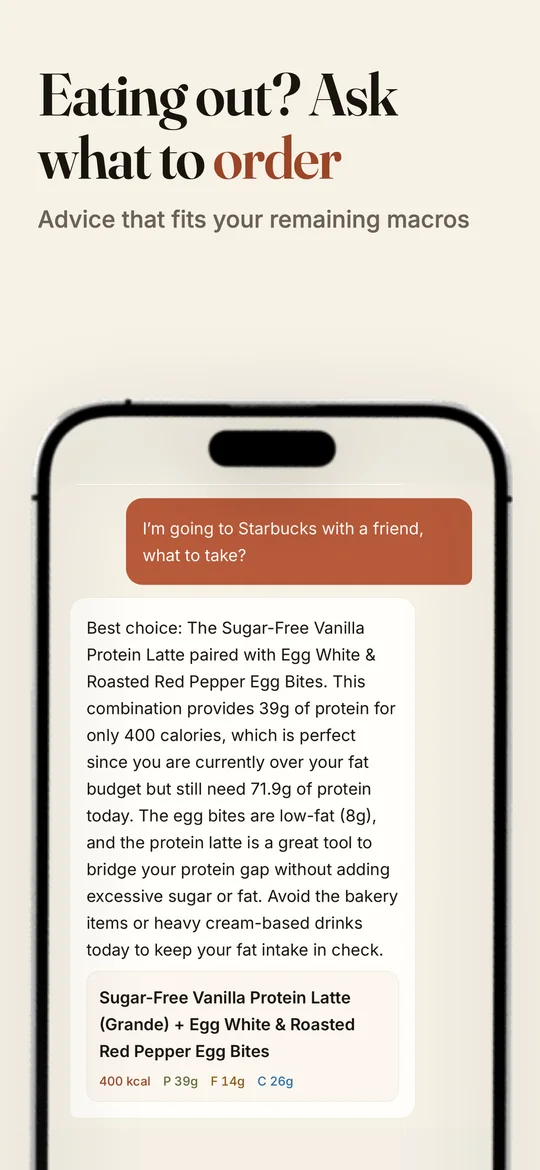 Eating out? Ask
what to order
Advice that fits your remaining macros
I’m going to Starbucks with a friend,
what to take?
Best choice: The Sugar-Free Vanilla
Protein Latte paired with Egg White &
Roasted Red Pepper Egg Bites. This
combination provides 39g of protein for
only 400 calories, which is perfect
since you are currently over your fat
budget but still need 71.9g of protein
today. The egg bites are low-fat (8g),
and the protein latte is a great tool to
bridge your protein gap without adding
excessive sugar or fat. Avoid the bakery
items or heavy cream-based drinks
today to keep your fat intake in check.
Sugar-Free Vanilla Protein Latte
(Grande) + Egg White & Roasted
Red Pepper Egg Bites
400 kcal P 39g F 14g C 26g